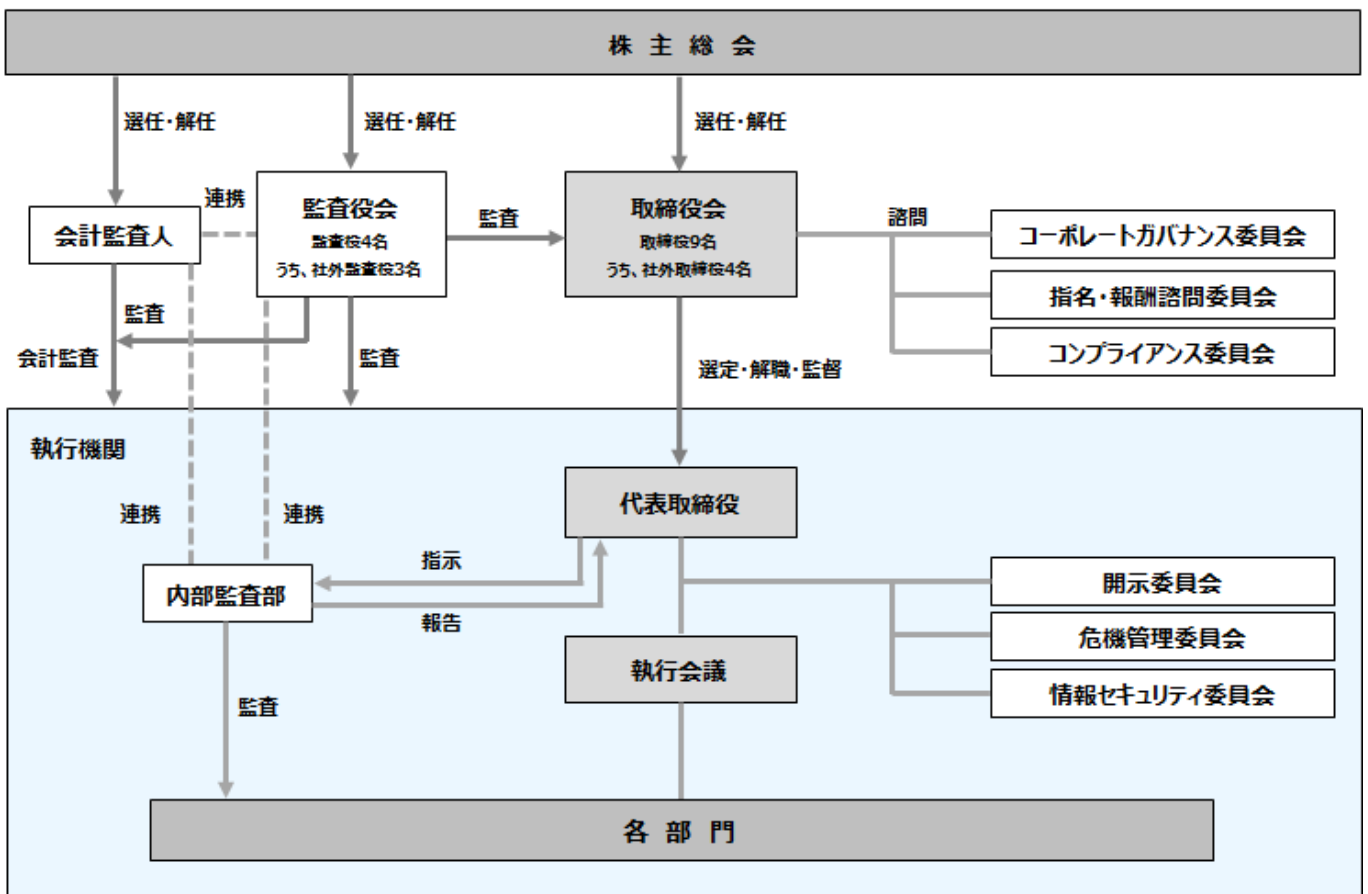 株主総会
選任・解任
選任・解任
選任・解任
会計監査人
連携
監査役会
監査役4名
うち、社外監査役3名
監査
取締役会
取締役9名
うち、社外取締役4名
諮問
コーポレートガバナンス委員会
指名・報酬諮問委員会
コンプライアンス委員会
監査
会計監査
監査
選定・解職・監督
執行機関
代表取締役
連携
連携
指示
内部監査部
報告
開示委員会
危機管理委員会
情報セキュリティ委員会
執行会議
監査
各部門